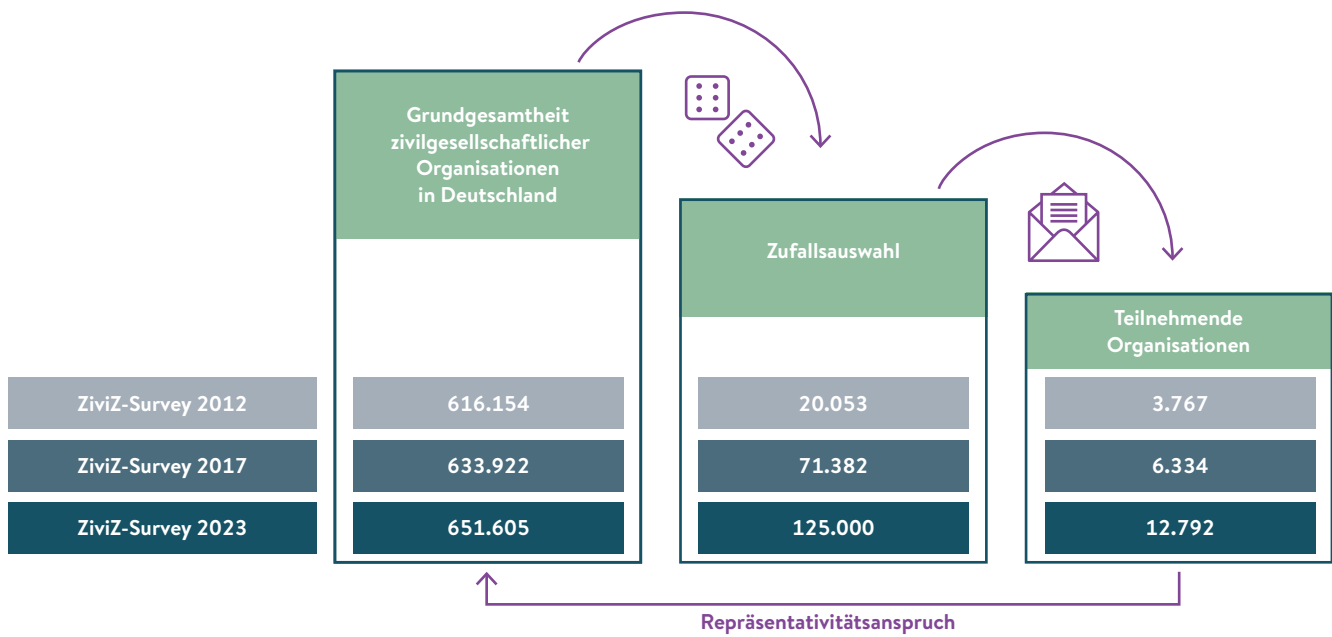 Grundgesamtheit
zivilgesellschaftlicher
Organisationen
in Deutschland
Zufallsauswahl
Teilnehmende
Organisationen
ZiviZ-Survey 2012
616.154
20.053
3.767
ZiviZ-Survey 2017
633.922
71.382
6.334
ZiviZ-Survey 2023
651.605
125.000
12.792
Repräsentativitätsanspruch